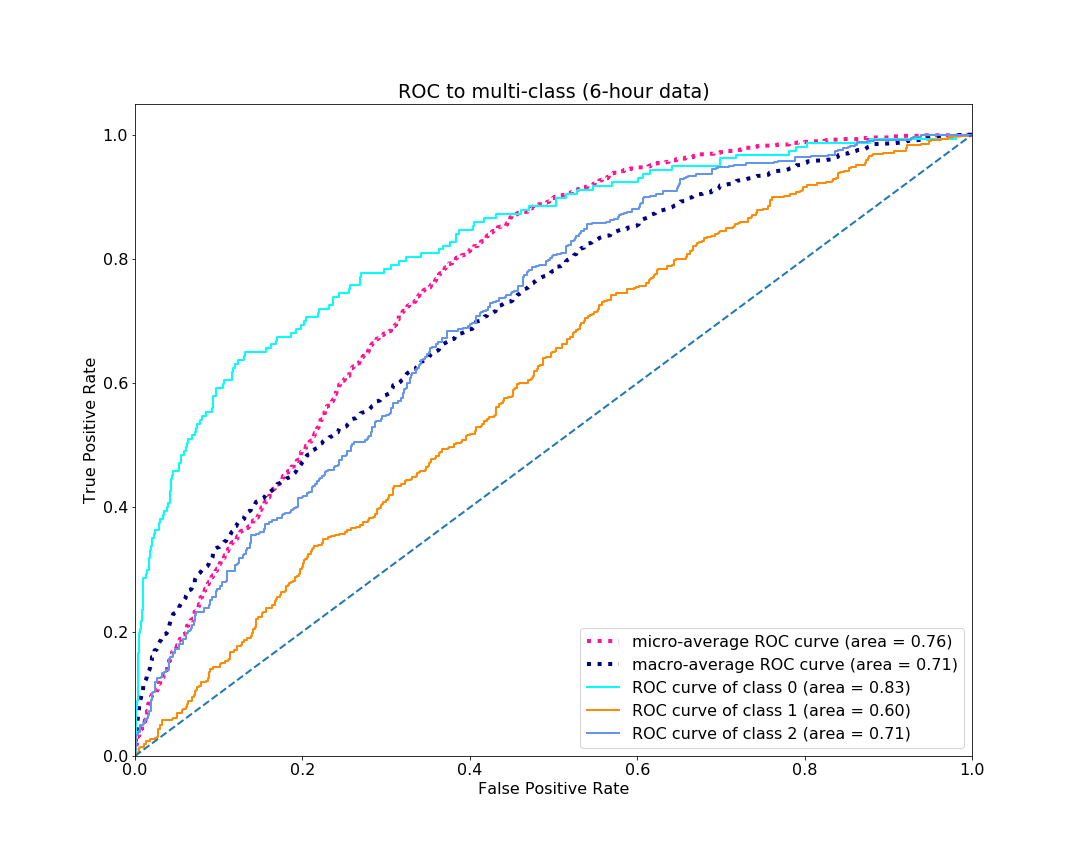 ROC to multi-class (6-hour data)
True Positive Rate
1.0
0.8
0.6
0.4
0.2
0.0
micro-average ROC curve (area = 0.76)
macro-average ROC curve (area = 0.71)
ROC curve of class 0 (area = 0.83)
ROC curve of class 1 (area = 0.60)
ROC curve of class 2 (area = 0.71)
0.0 0.2 0.4 0.6 0.8 1.0
False Positive Rate